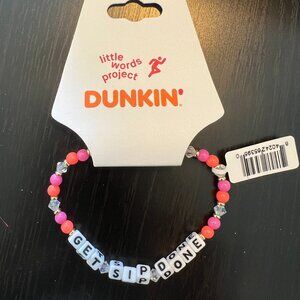 little
words
project
DUNKIN'
GET SIP DONE